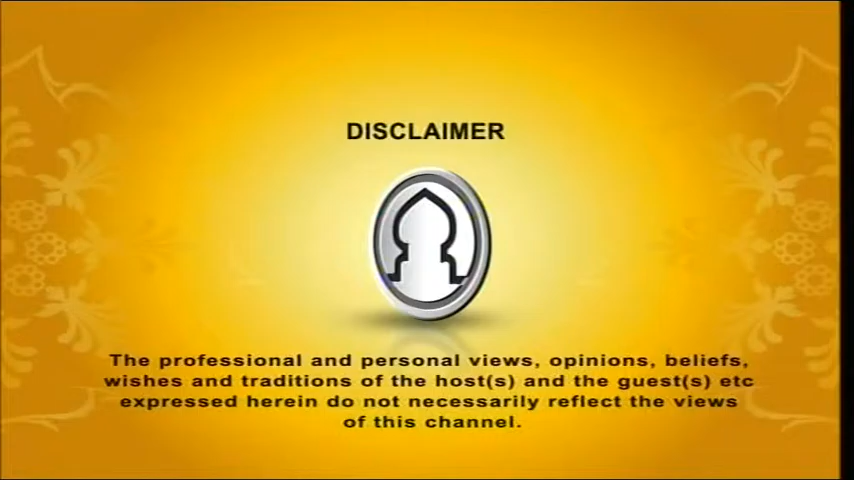 DISCLAIMER
The professional and personal views, opinions, beliefs,
wishes and traditions of the host(s) and the guest(s) etc
expressed herein do not necessarily reflect the views
of this channel.